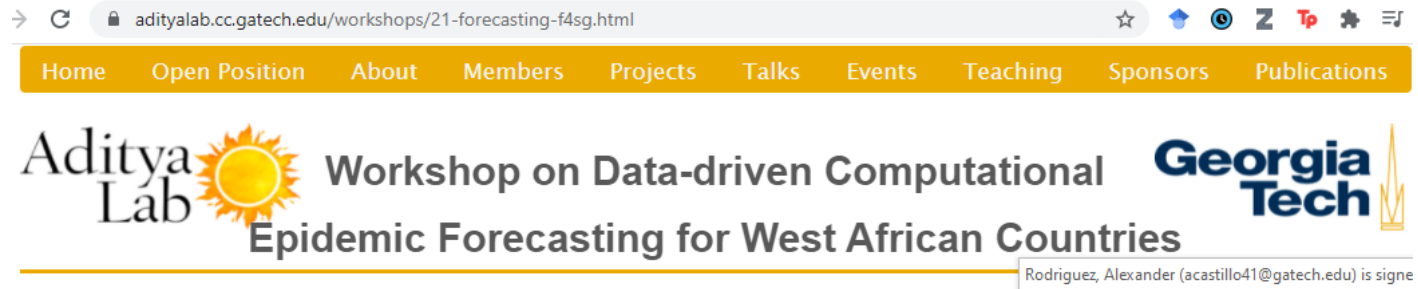 adityalab.cc.gatech.edu/workshops/21-forecasting-f4sg.html
Home Open Position About Members Projects Talks Events Teaching Sponsors Publications
Aditya
Lab
Workshop on Data-driven Computational
Epidemic Forecasting for West African Countries
Georgia
Tech
Rodriguez, Alexander (acastillo41@gatech.edu) is signe